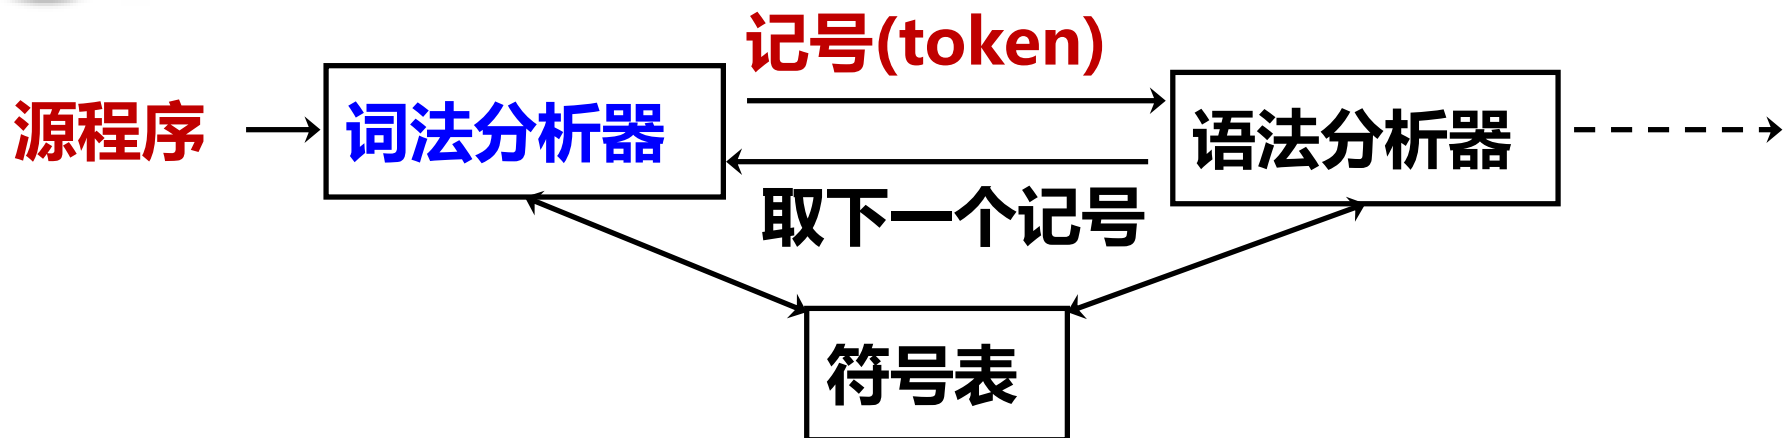 记号(token)
源程序
词法分析器
语法分析器
取下一个记号
符号表